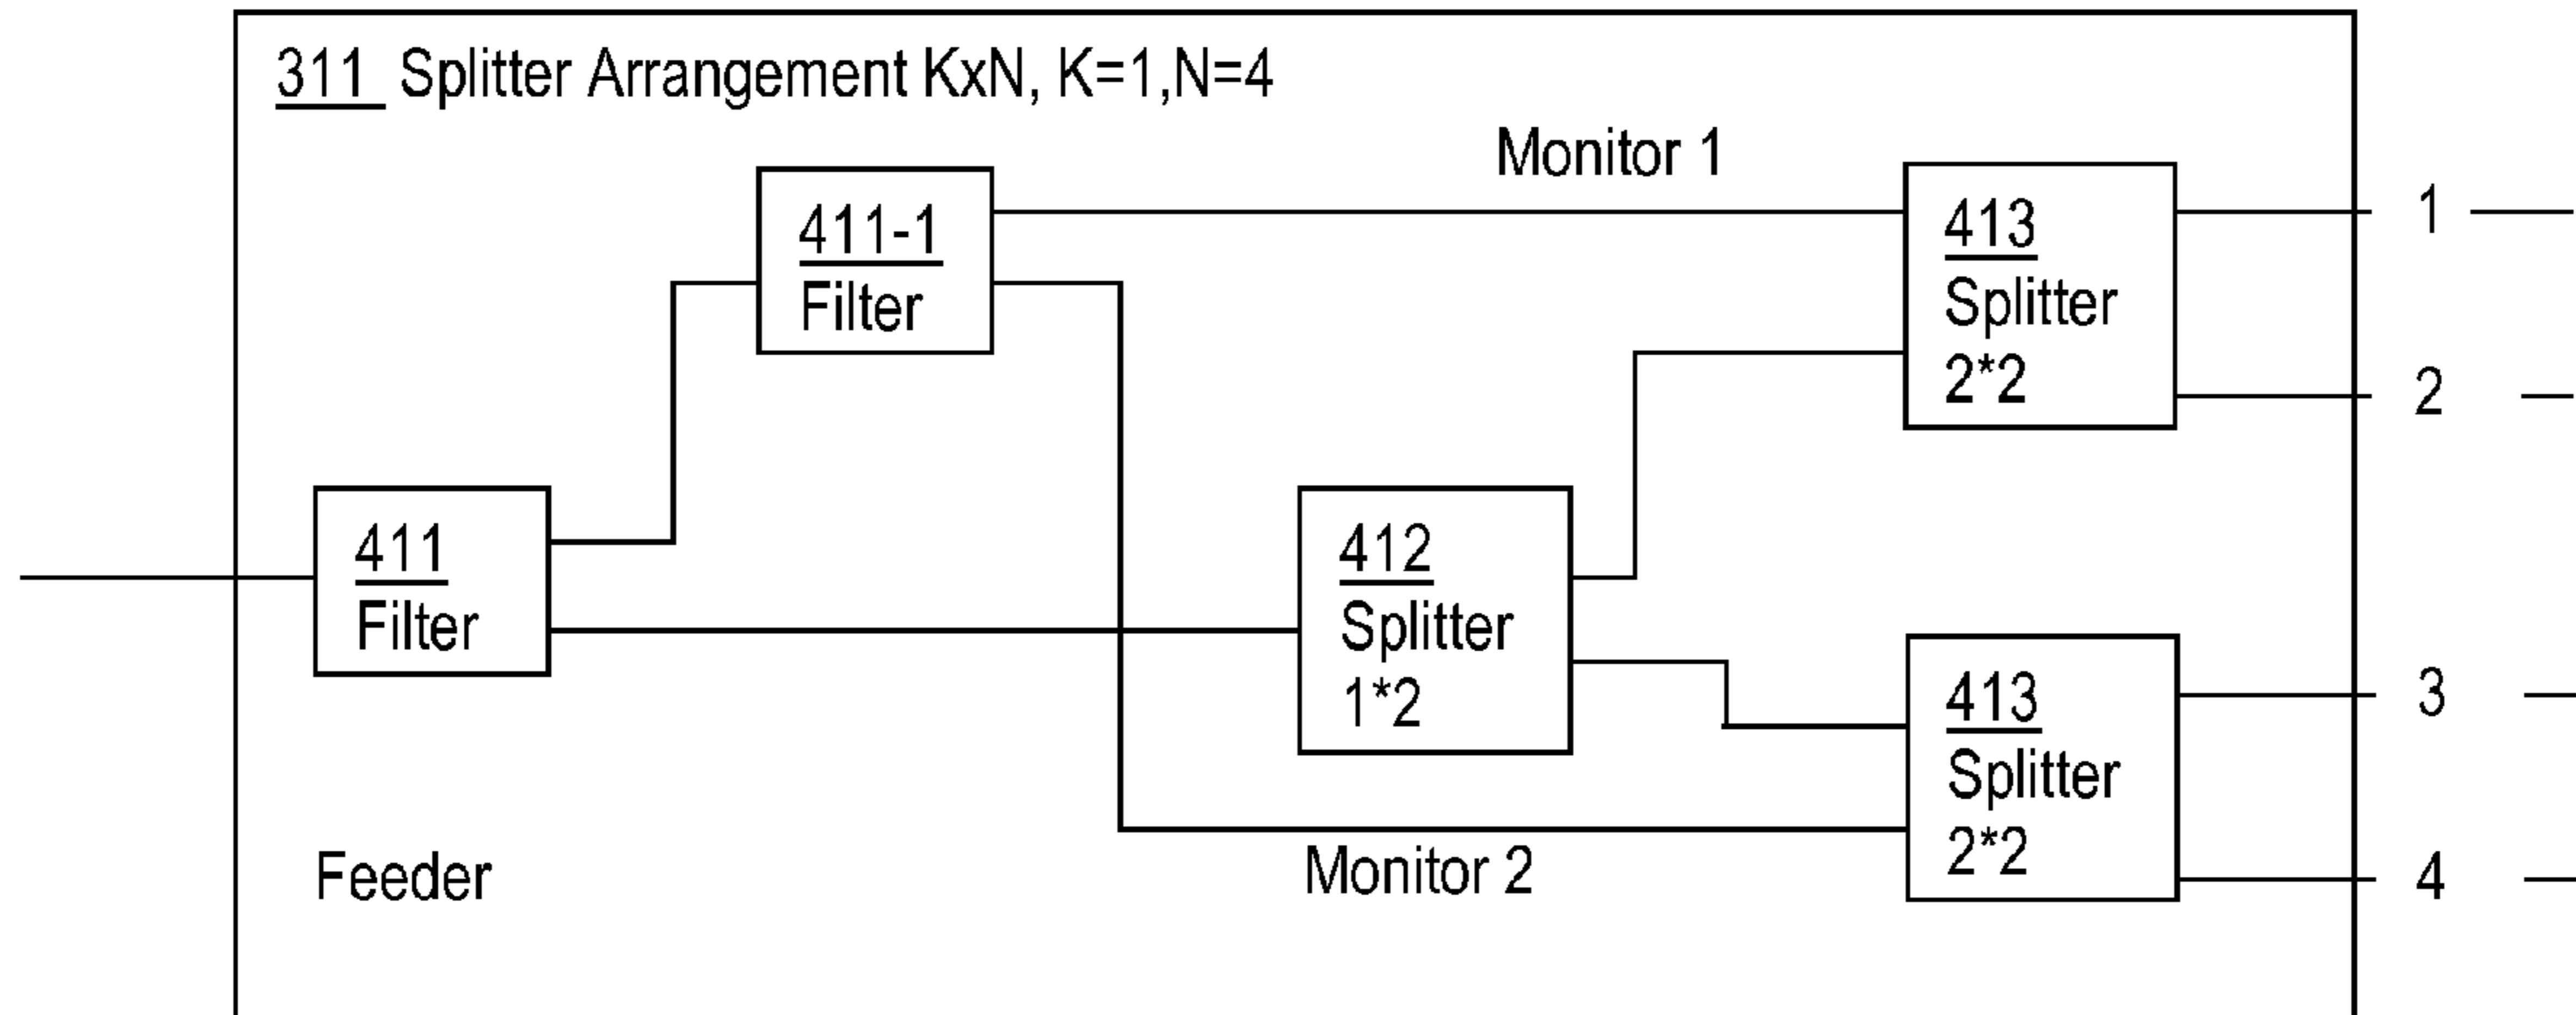 311 Splitter Arrangement KxN, K=1,N=4
Monitor 1
411-1
Filter
413
Splitter
2*2
1
2
411
Filter
412
Splitter
1*2
413
Splitter
2*2
3
4
Feeder
Monitor 2